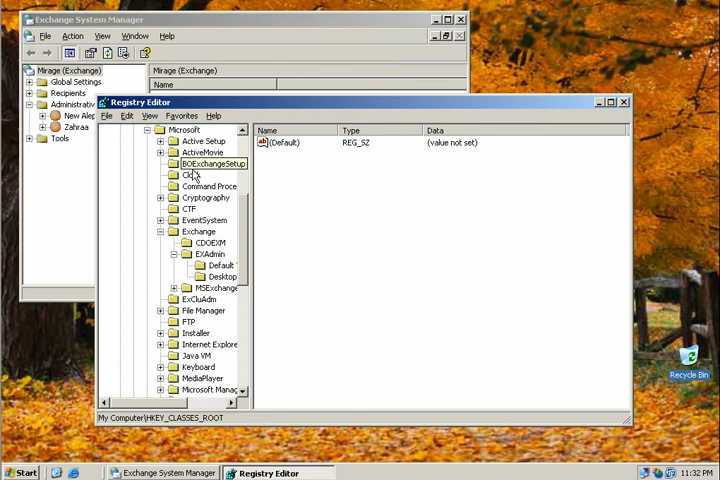 Exchange System Manager
File Action View Window Help
Mirage (Exchange)
Global Settings
Recipients
Administrativ
New Alep
Zahraa
Tools
Mirage (Exchange)
Name
Registry Editor
File Edit View Favorites Help
Microsoft
Active Setup
ActiveMovie
BOExchangeSetup
Command Proce
Cryptography
CTF
EventSystem
Exchange
CDOEXM
EXAdmin
Default
Desktop
MSExchange
ExCluAdm
File Manager
FTP
Installer
Internet Explore
Java VM
Keyboard
MediaPlayer
Microsoft Manag
Name Type Data
(Default) REG_SZ (value not set)
My Computer\HKEY_CLASSES_ROOT
Recycle Bin
Start
Exchange System Manager
Registry Editor
11:32 PM